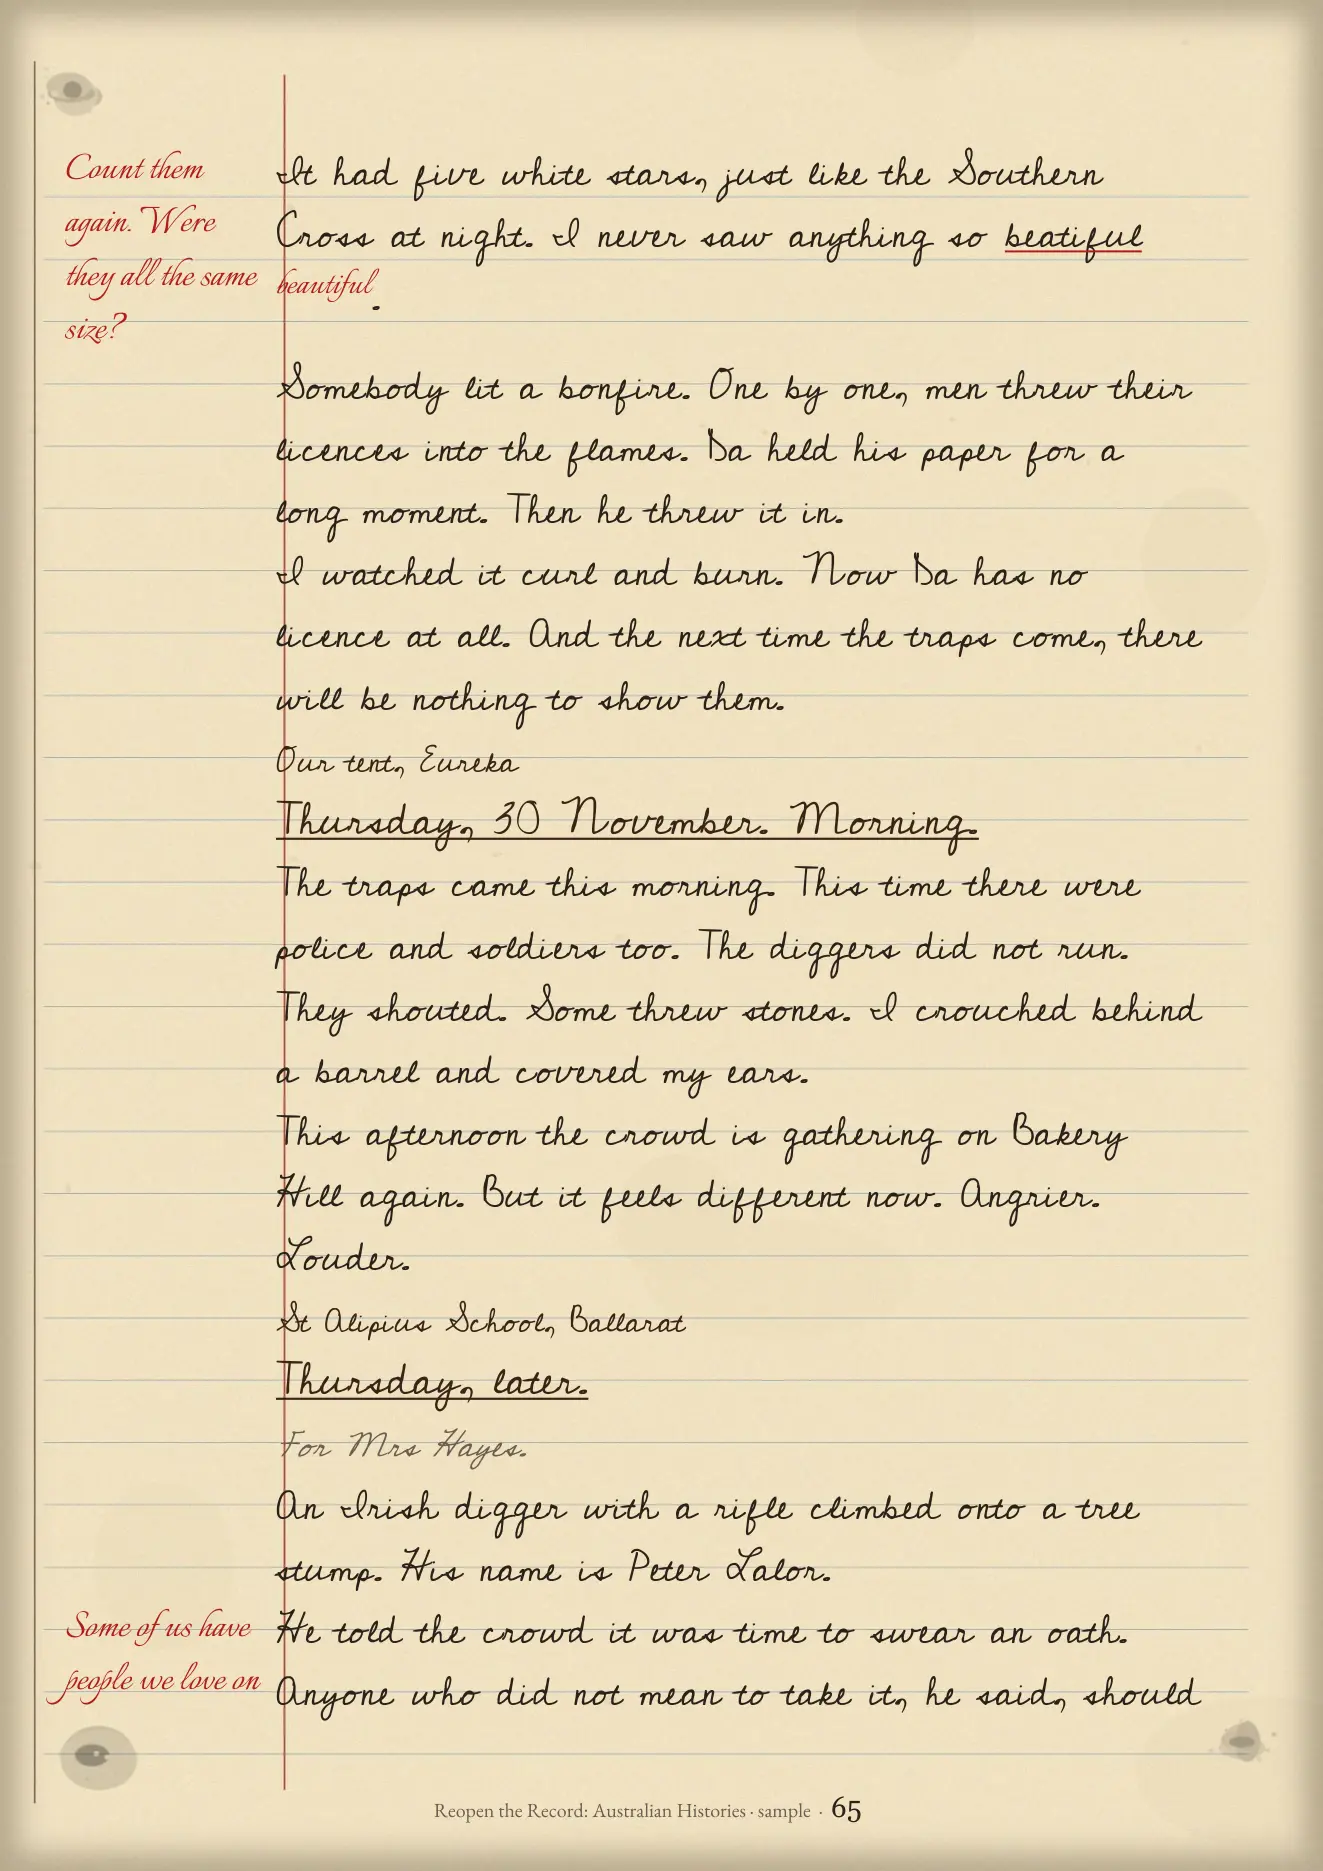 Count them
again. Were
they all the same
size?
It had five white stars, just like the Southern
Cross at night. I never saw anything so beatiful
beautiful
.
Somebody lit a bonfire. One by one, men threw their
licences into the flames. Da held his paper for a
long moment. Then he threw it in.
I watched it curl and burn. Now Da has no
licence at all. And the next time the traps come, there
will be nothing to show them.
Our tent, Eureka
Thursday, 30 November. Morning.
The traps came this morning. This time there were
police and soldiers too. The diggers did not run.
They shouted. Some threw stones. I crouched behind
a barrel and covered my ears.
This afternoon the crowd is gathering on Bakery
Hill again. But it feels different now. Angrier.
Louder.
St Alipius School, Ballarat
Thursday, later.
For Mrs Hayes.
An Irish digger with a rifle climbed onto a tree
stump. His name is Peter Lalor.
He told the crowd it was time to swear an oath.
Anyone who did not mean to take it, he said, should
Some of us have
people we love on
Reopen the Record: Australian Histories · sample · 65